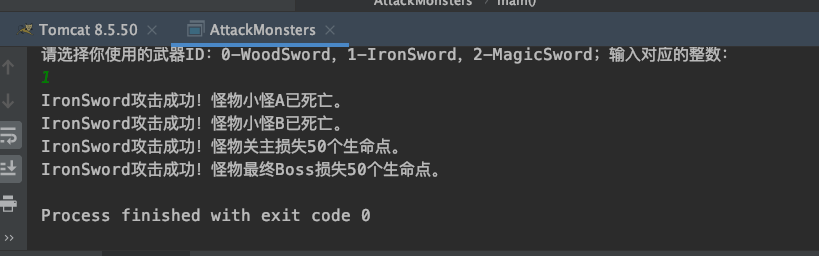 AttackMonsters main()
Tomcat 8.5.50 AttackMonsters
请选择你使用的武器ID：0-WoodSword，1-IronSword，2-MagicSword；输入对应的整数：
1
IronSword攻击成功！怪物小怪A已死亡。
IronSword攻击成功！怪物小怪B已死亡。
IronSword攻击成功！怪物关主损失50个生命点。
IronSword攻击成功！怪物最终Boss损失50个生命点。
Process finished with exit code 0